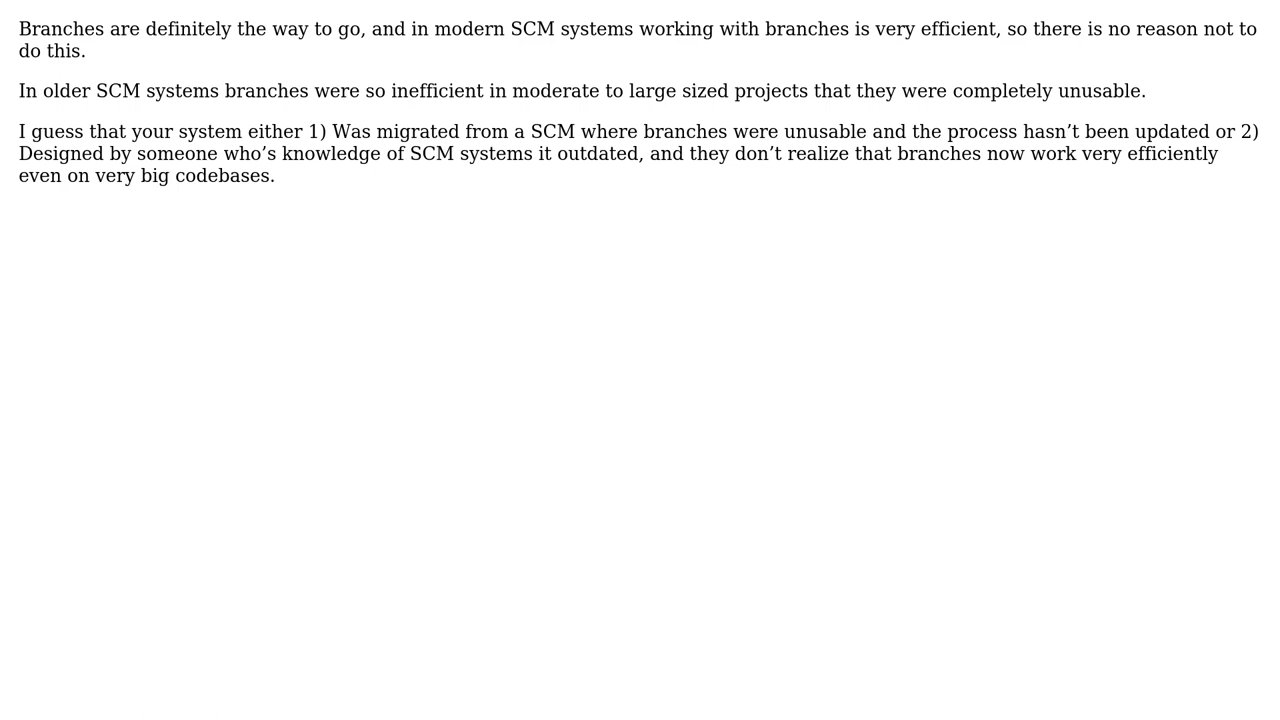 Branches are definitely the way to go, and in modern SCM systems working with branches is very efficient, so there is no reason not to
do this.
In older SCM systems branches were so inefficient in moderate to large sized projects that they were completely unusable.
I guess that your system either 1) Was migrated from a SCM where branches were unusable and the process hasn’t been updated or 2)
Designed by someone who’s knowledge of SCM systems it outdated, and they don’t realize that branches now work very efficiently
even on very big codebases.